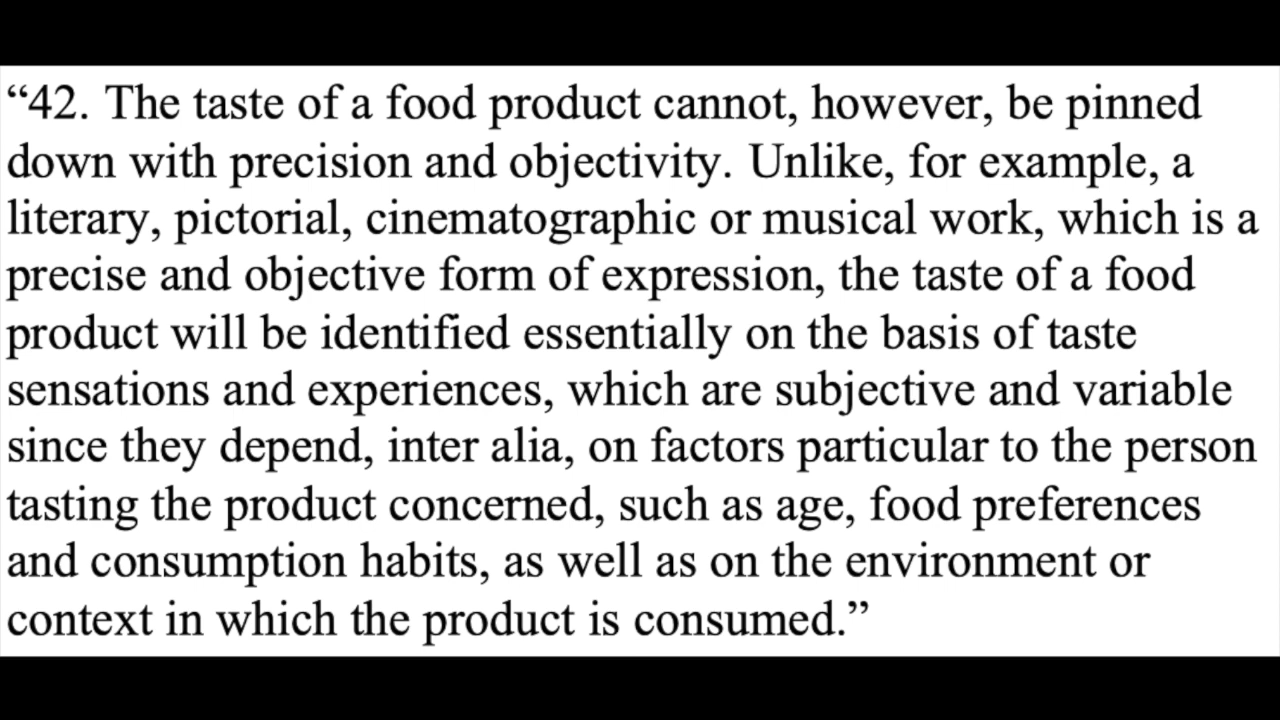 “42. The taste of a food product cannot, however, be pinned
down with precision and objectivity. Unlike, for example, a
literary, pictorial, cinematographic or musical work, which is a
precise and objective form of expression, the taste of a food
product will be identified essentially on the basis of taste
sensations and experiences, which are subjective and variable
since they depend, inter alia, on factors particular to the person
tasting the product concerned, such as age, food preferences
and consumption habits, as well as on the environment or
context in which the product is consumed.”